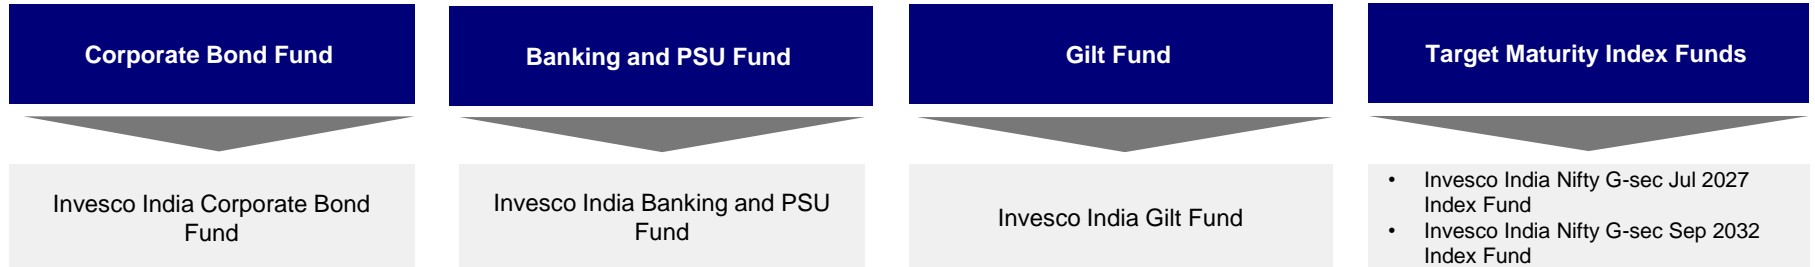 Corporate Bond Fund
Banking and PSU Fund
Gilt Fund
Target Maturity Index Funds
Invesco India Corporate Bond
Fund
Invesco India Banking and PSU
Fund
Invesco India Gilt Fund
• Invesco India Nifty G-sec Jul 2027
Index Fund
• Invesco India Nifty G-sec Sep 2032
Index Fund